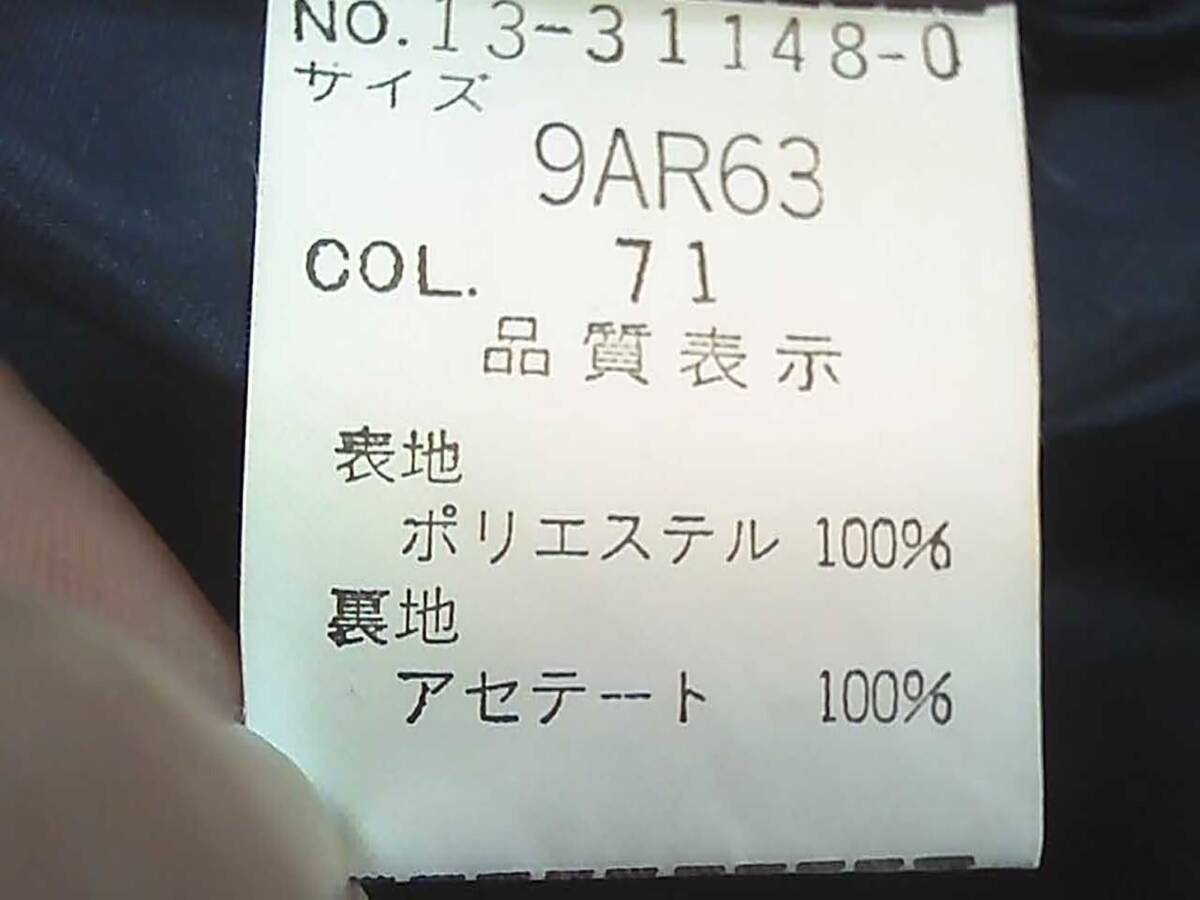 NO.13-31148-0
サイズ
9AR63
COL. 71
品質表示
表地
ポリエステル 100%
裏地
アセテート 100%